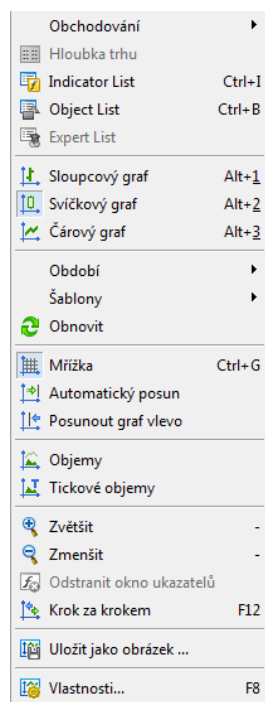 Obchodování
Hloubka trhu
Indicator List Ctrl+I
Object List Ctrl+B
Expert List
Sloupcový graf Alt+1
Svíčkový graf Alt+2
Čárový graf Alt+3
Období
Šablony
Obnovit
Mřížka Ctrl+G
Automatický posun
Posunout graf vlevo
Objemy
Tickové objemy
Zvětšit -
Zmenšit -
Odstranit okno ukazatelů
Krok za krokem F12
Uložit jako obrázek ...
Vlastnosti... F8